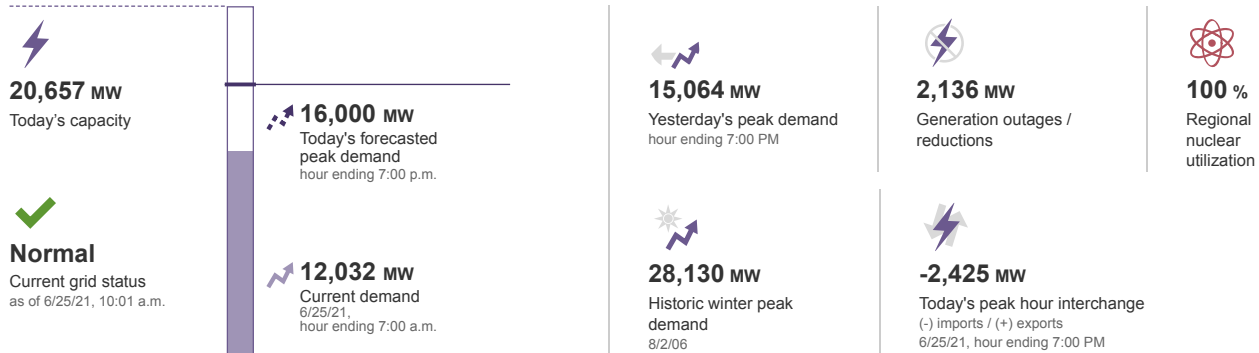 20,657 MW
Today's capacity
Normal
Current grid status
as of 6/25/21, 10:01 a.m.
16,000 MW
Today's forecasted
peak demand
hour ending 7:00 p.m.
12,032 MW
Current demand
6/25/21,
hour ending 7:00 a.m.
15,064 MW
Yesterday's peak demand
hour ending 7:00 PM
2,136 MW
Generation outages /
reductions
100 %
Regional
nuclear
utilization
28,130 MW
Historic winter peak
demand
8/2/06
-2,425 MW
Today's peak hour interchange
(-) imports / (+) exports
6/25/21, hour ending 7:00 PM